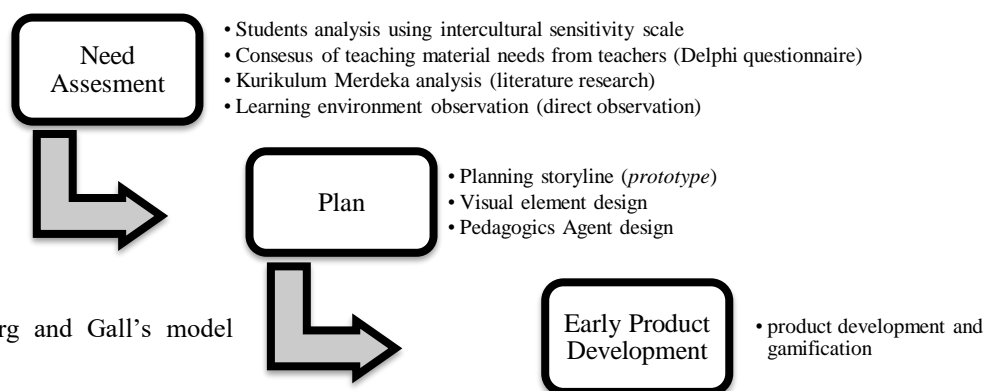 Need
Assesment
• Students analysis using intercultural sensitivity scale
• Consesus of teaching material needs from teachers (Delphi questionnaire)
• Kurikulum Merdeka analysis (literature research)
• Learning environment observation (direct observation)
Plan
• Planning storyline (prototype)
• Visual element design
• Pedagogics Agent design
and Gall's model
Early Product
Development
• product development and
gamification